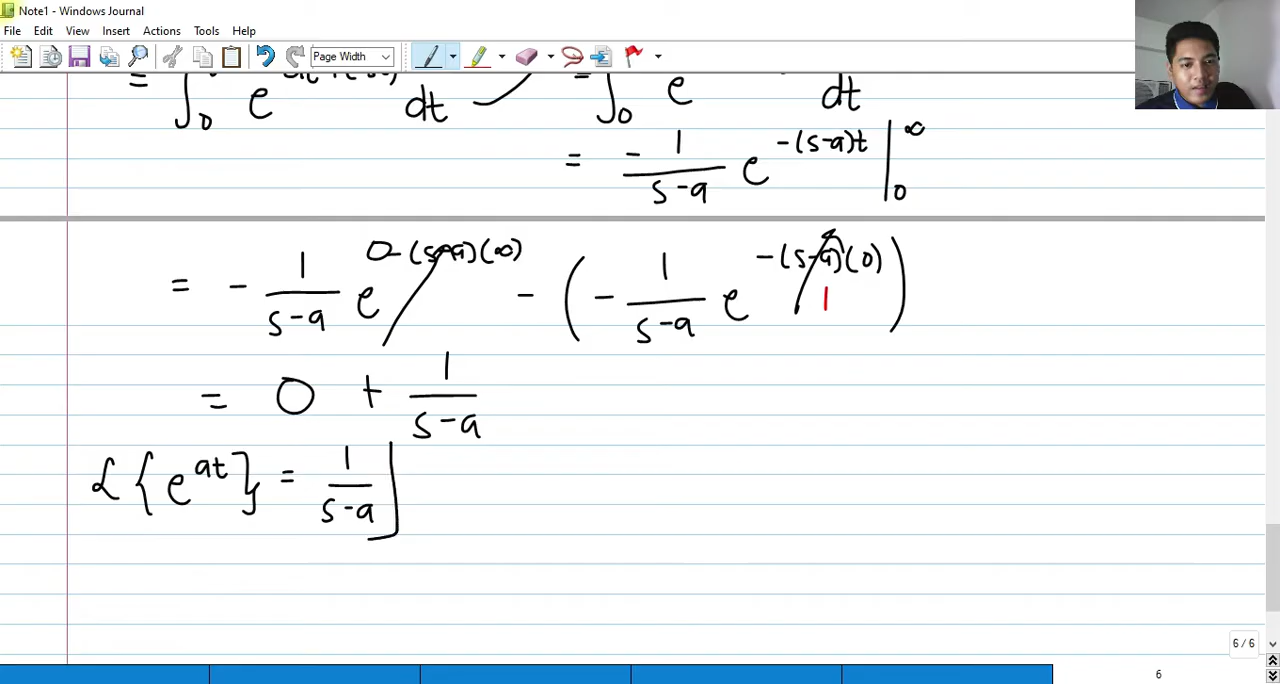 Note1 - Windows Journal
File Edit View Insert Actions Tools Help
Page Width
= ∫₀ e dt = ∫₀ e dt
= - 1/(s-a) e^{-(s-a)t} |₀^∞
= - 1/(s-a) e^{-(s-a)(∞)} 0 - ( - 1/(s-a) e^{-(s-a)(0)} 1 )
= 0 + 1/(s-a)
ℒ{e^{at}} = 1/(s-a)
6 / 6
6